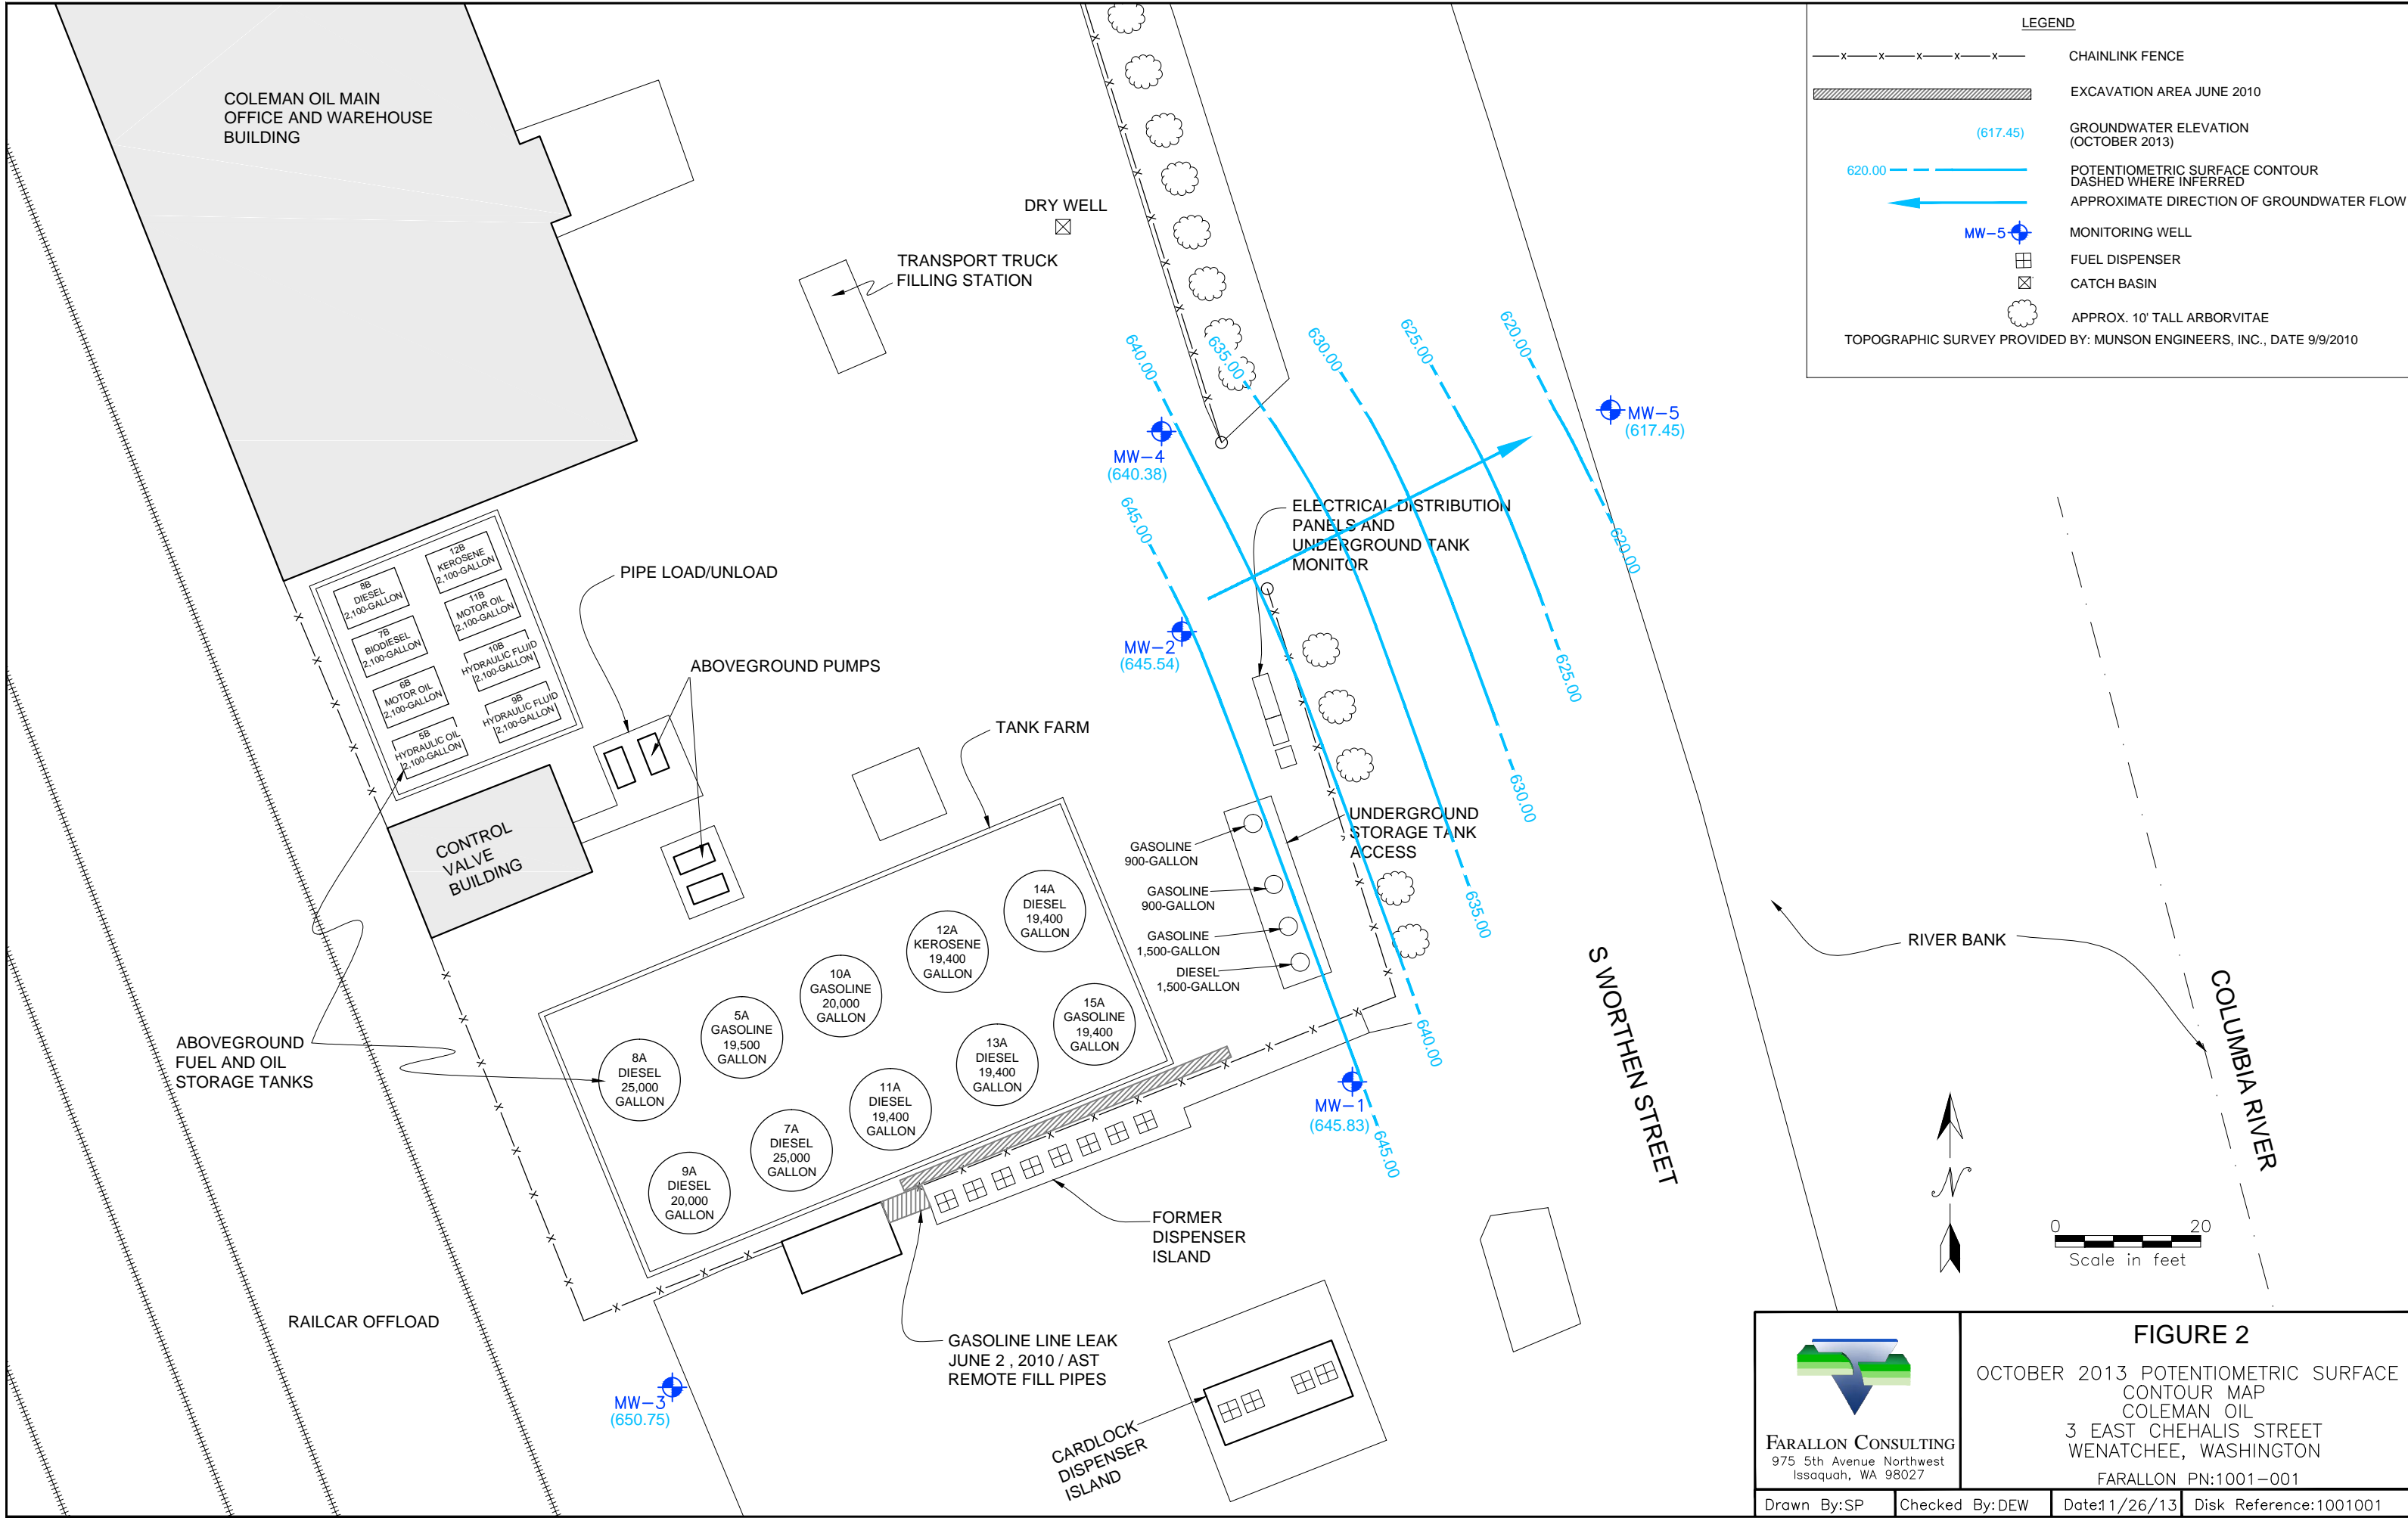 COLEMAN OIL MAIN
OFFICE AND WAREHOUSE
BUILDING
DRY WELL
TRANSPORT TRUCK
FILLING STATION
LEGEND
CHAINLINK FENCE
EXCAVATION AREA JUNE 2010
(617.45)
GROUNDWATER ELEVATION
(OCTOBER 2013)
620.00
POTENTIOMETRIC SURFACE CONTOUR
DASHED WHERE INFERRED
APPROXIMATE DIRECTION OF GROUNDWATER FLOW
MW-5
MONITORING WELL
FUEL DISPENSER
CATCH BASIN
APPROX. 10' TALL ARBORVITAE
TOPOGRAPHIC SURVEY PROVIDED BY: MUNSON ENGINEERS, INC., DATE 9/9/2010
640.00
635.00
630.00
625.00
620.00
MW-5
(617.45)
MW-4
(640.38)
645.00
ELECTRICAL DISTRIBUTION
PANELS AND
UNDERGROUND TANK
MONITOR
620.00
MW-2
(645.54)
625.00
630.00
635.00
640.00
645.00
8B
DIESEL
2,100-GALLON
12B
KEROSENE
2,100-GALLON
7B
BIODIESEL
2,100-GALLON
11B
MOTOR OIL
2,100-GALLON
6B
MOTOR OIL
2,100-GALLON
10B
HYDRAULIC FLUID
2,100-GALLON
5B
HYDRAULIC OIL
2,100-GALLON
9B
HYDRAULIC FLUID
2,100-GALLON
PIPE LOAD/UNLOAD
ABOVEGROUND PUMPS
TANK FARM
CONTROL
VALVE
BUILDING
UNDERGROUND
STORAGE TANK
ACCESS
GASOLINE
900-GALLON
GASOLINE
900-GALLON
GASOLINE
1,500-GALLON
DIESEL
1,500-GALLON
14A
DIESEL
19,400
GALLON
12A
KEROSENE
19,400
GALLON
10A
GASOLINE
20,000
GALLON
5A
GASOLINE
19,500
GALLON
8A
DIESEL
25,000
GALLON
15A
GASOLINE
19,400
GALLON
13A
DIESEL
19,400
GALLON
11A
DIESEL
19,400
GALLON
7A
DIESEL
25,000
GALLON
9A
DIESEL
20,000
GALLON
ABOVEGROUND
FUEL AND OIL
STORAGE TANKS
MW-1
(645.83)
S WORTHEN STREET
RIVER BANK
COLUMBIA RIVER
FORMER
DISPENSER
ISLAND
GASOLINE LINE LEAK
JUNE 2 , 2010 / AST
REMOTE FILL PIPES
RAILCAR OFFLOAD
MW-3
(650.75)
CARDLOCK
DISPENSER
ISLAND
N
0 20
Scale in feet
FARALLON CONSULTING
975 5th Avenue Northwest
Issaquah, WA 98027
FIGURE 2
OCTOBER 2013 POTENTIOMETRIC SURFACE
CONTOUR MAP
COLEMAN OIL
3 EAST CHEHALIS STREET
WENATCHEE, WASHINGTON
FARALLON PN:1001-001
Drawn By:SP Checked By:DEW Date:11/26/13 Disk Reference:1001001